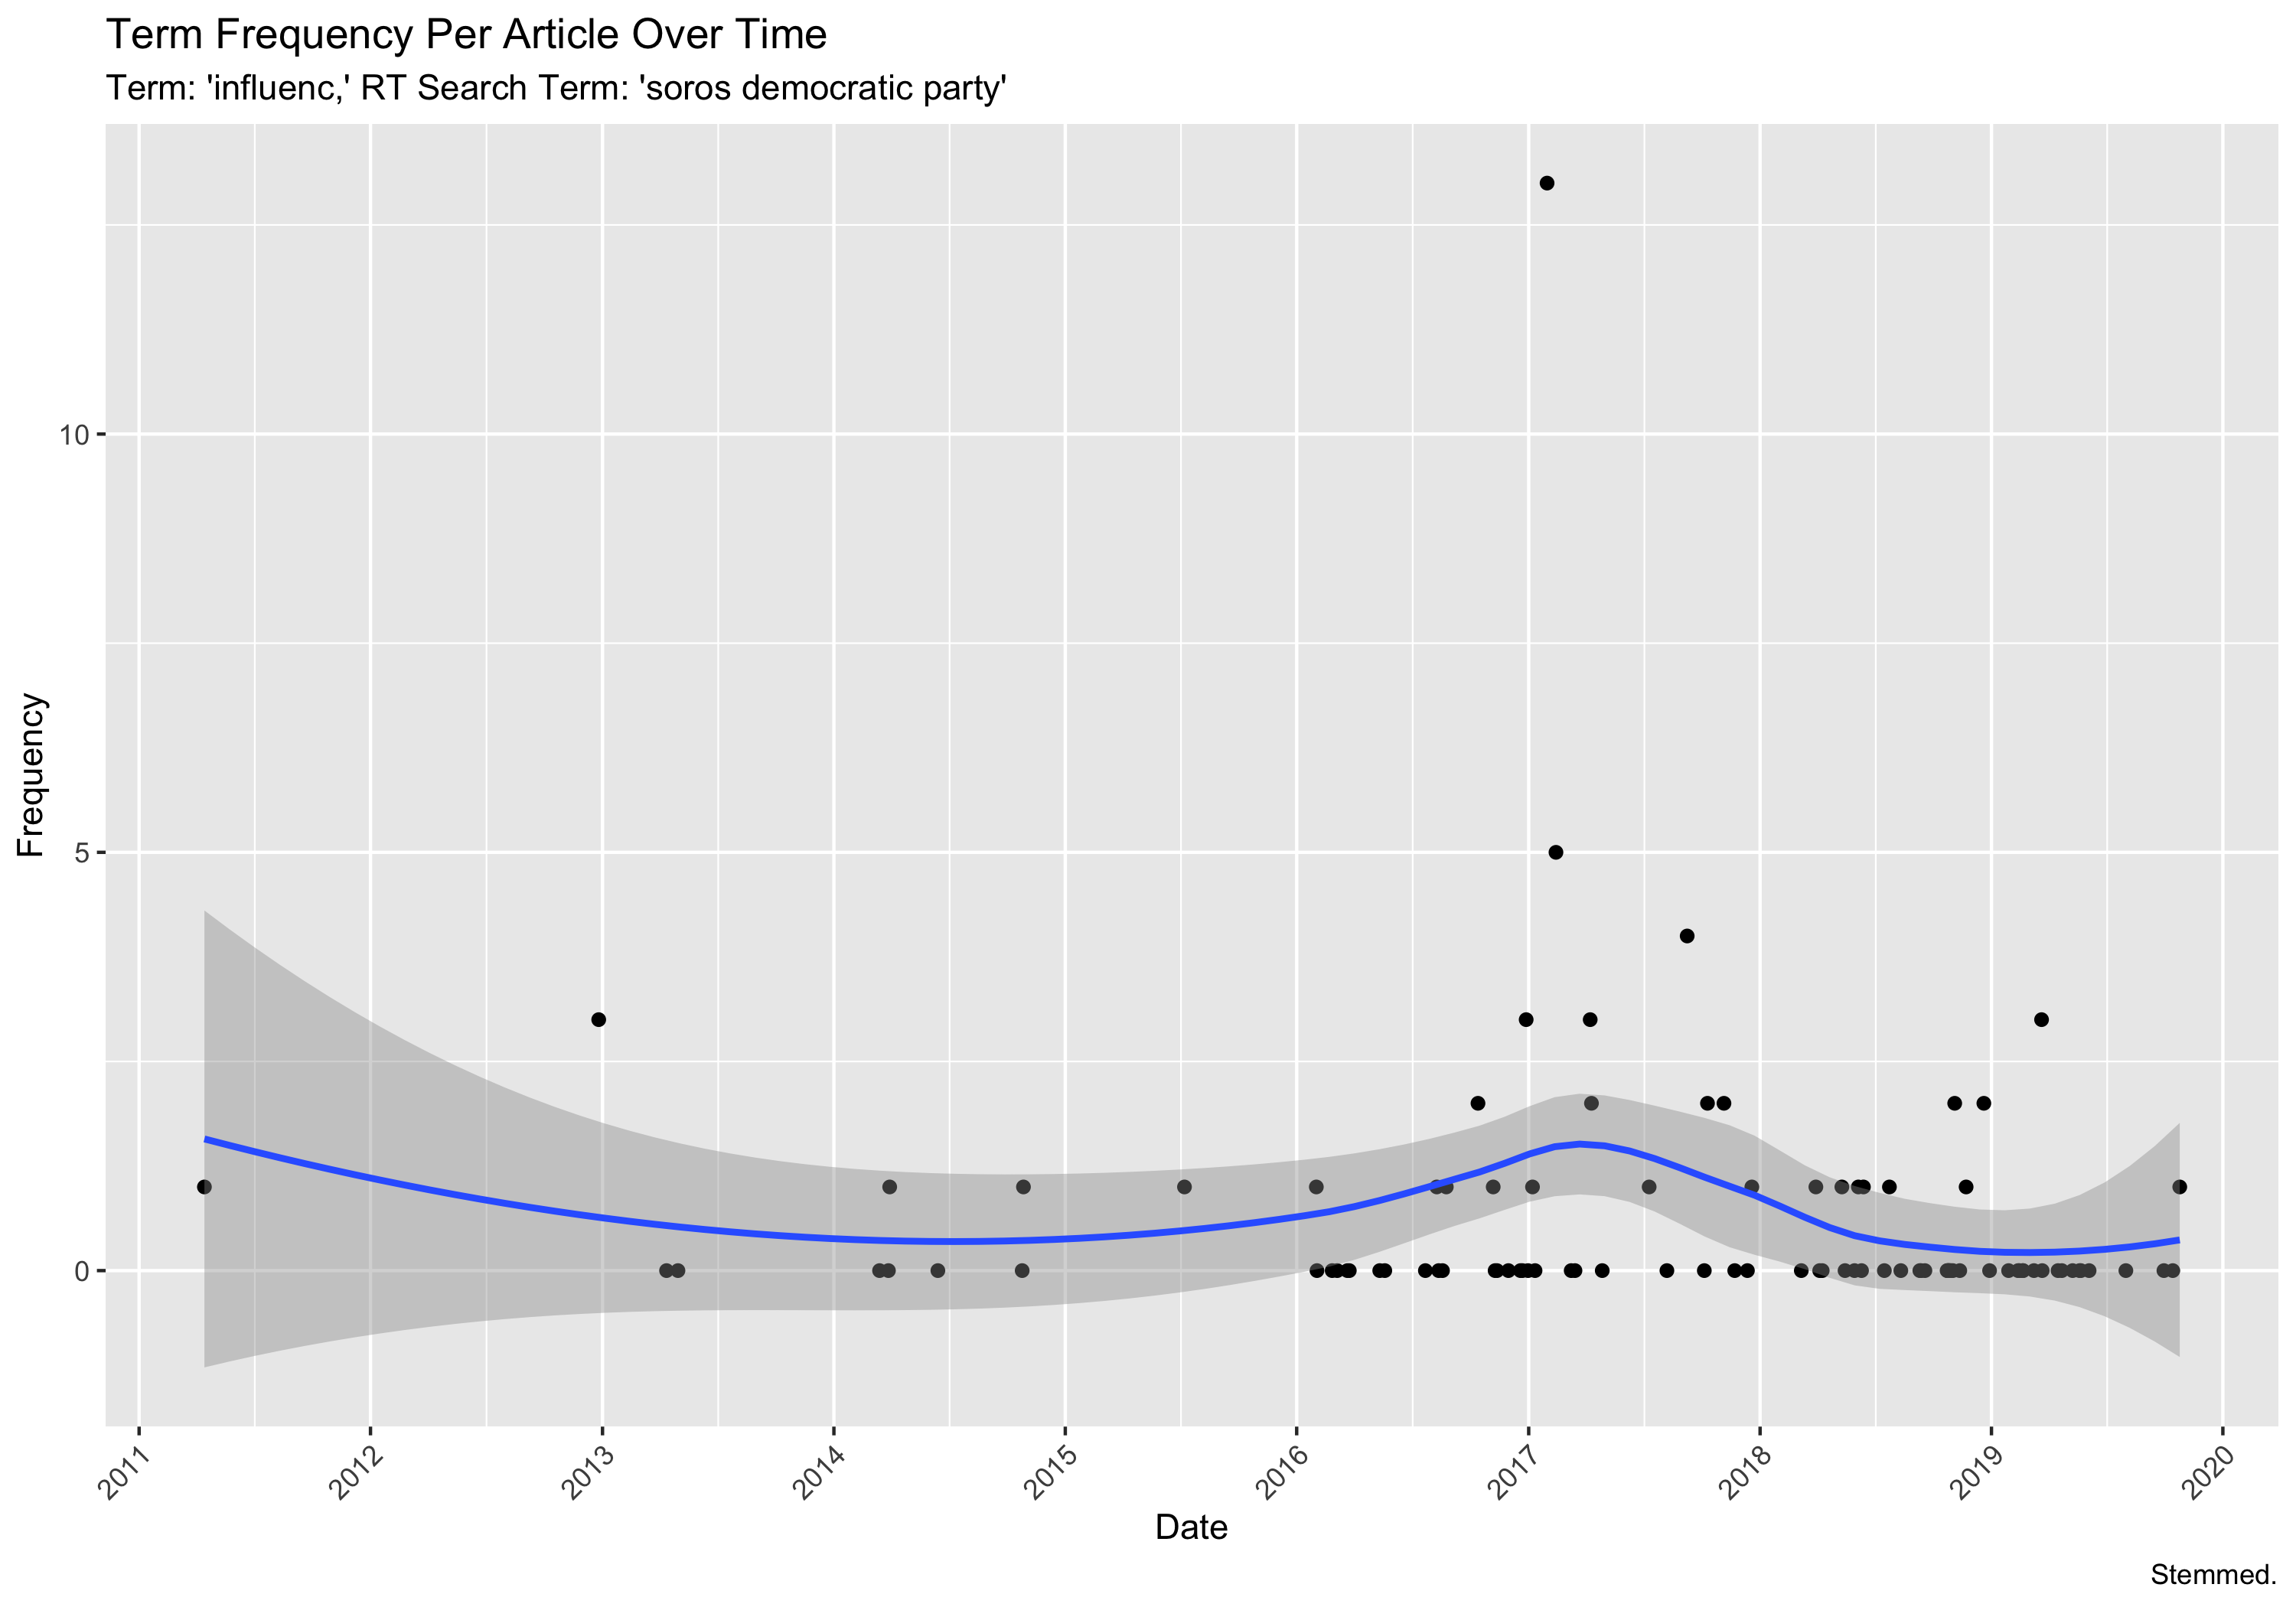 Term Frequency Per Article Over Time
Term: 'influenc,' RT Search Term: 'soros democratic party'
Frequency
10
5
0
2011
2012
2013
2014
2015
2016
2017
2018
2019
2020
Date
Stemmed.